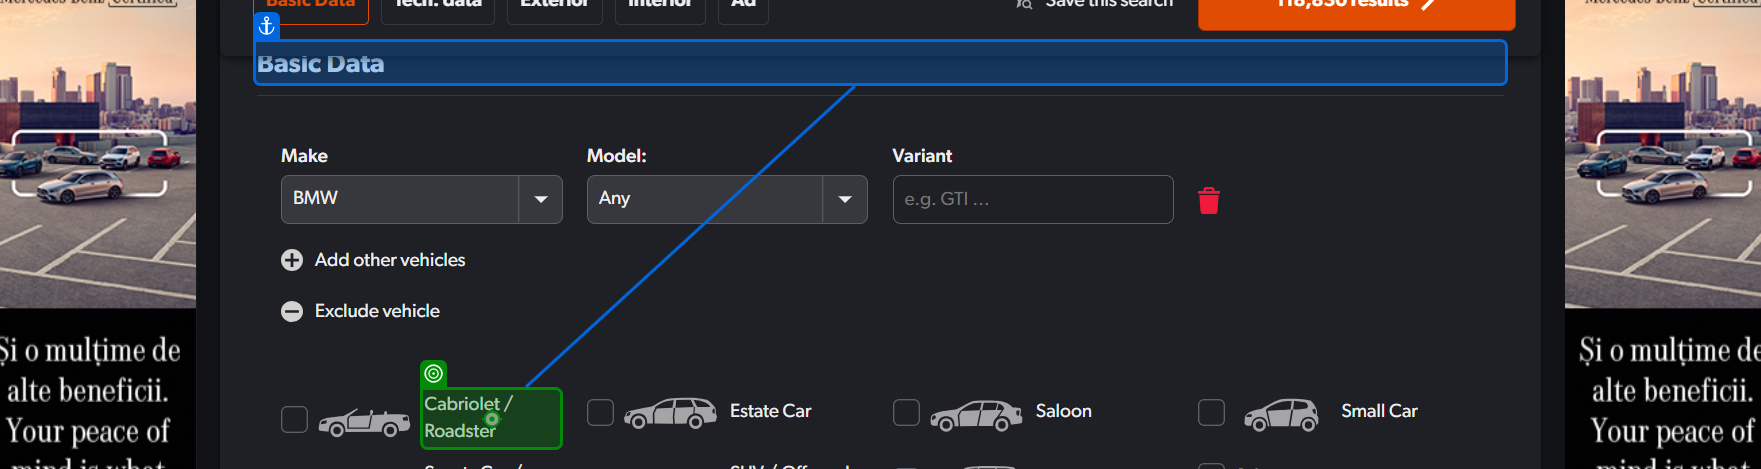 Mercedes-Benz Certified
Basic Data
Tech. data
Exterior
Interior
Ad
Save this search
118,830 results
Mercedes-Benz Certified
Basic Data
Make
Model:
Variant
BMW
Any
e.g. GTI ...
Add other vehicles
Exclude vehicle
Cabriolet /
Roadster
Estate Car
Saloon
Small Car
Și o mulțime de
alte beneficii.
Your peace of
mind is what
Și o mulțime de
alte beneficii.
Your peace of
mind is what